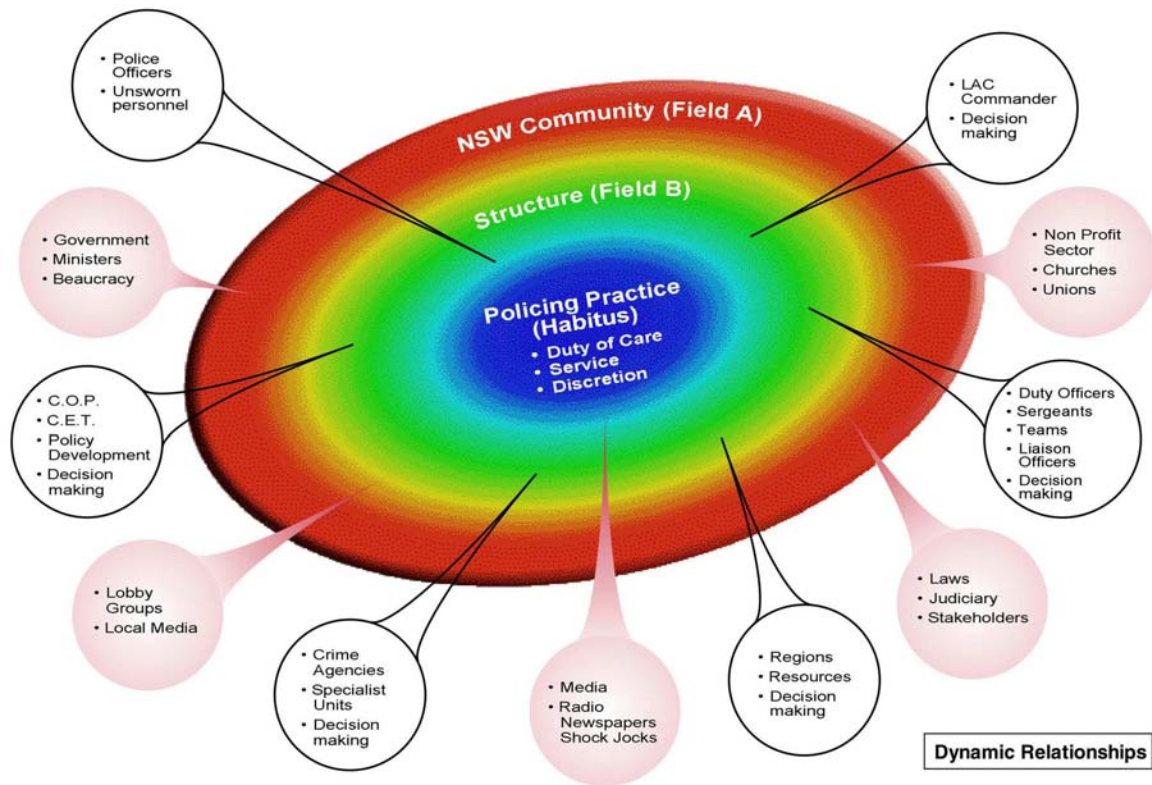 • Police
Officers
• Unsworn
personnel
• LAC
Commander
• Decision
making
NSW Community (Field A)
Structure (Field B)
• Government
• Ministers
• Beaucracy
• Non Profit
Sector
• Churches
• Unions
Policing Practice
(Habitus)
• Duty of Care
• Service
• Discretion
• C.O.P.
• C.E.T.
• Policy
Development
• Decision
making
• Duty Officers
• Sergeants
• Teams
• Liaison
Officers
• Decision
making
• Lobby
Groups
• Local Media
• Laws
• Judiciary
• Stakeholders
• Crime
Agencies
• Specialist
Units
• Decision
making
• Media
• Radio
Newspapers
Shock Jocks
• Regions
• Resources
• Decision
making
Dynamic Relationships